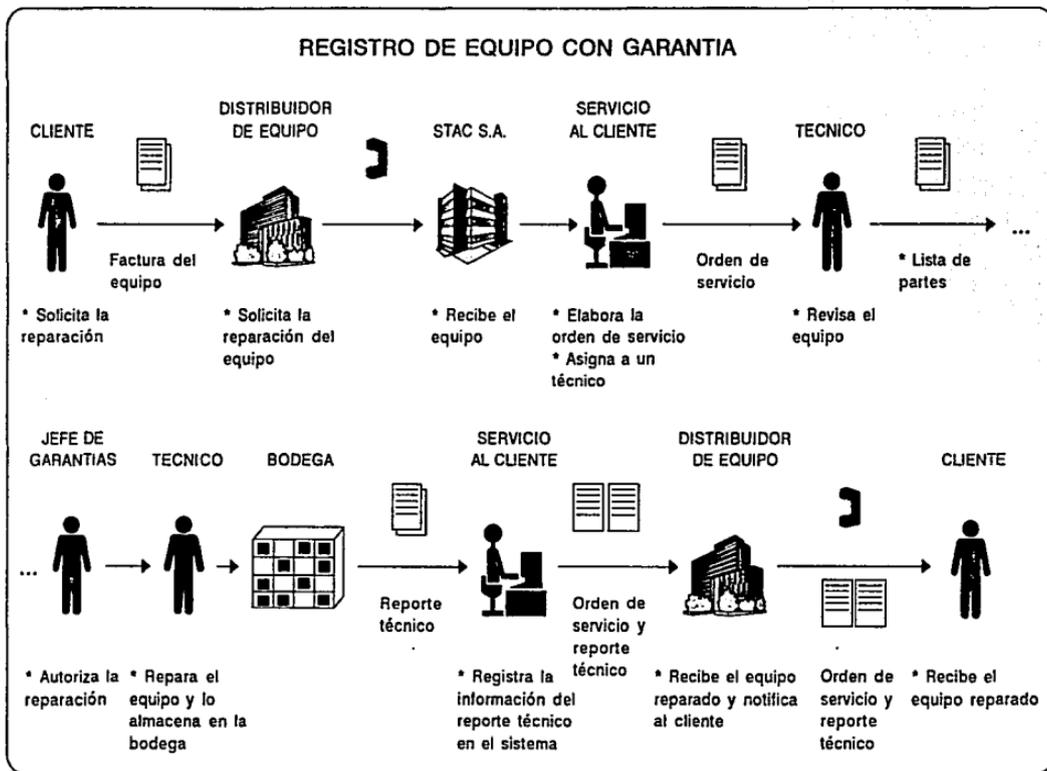 REGISTRO DE EQUIPO CON GARANTIA
CLIENTE
DISTRIBUIDOR
DE EQUIPO
STAC S.A.
SERVICIO
AL CLIENTE
TECNICO
Factura del
equipo
Orden de
servicio
* Lista de
partes
...
* Solicita la
reparación
* Solicita la
reparación del
equipo
* Recibe el
equipo
* Elabora la
orden de servicio
* Asigna a un
técnico
* Revisa el
equipo
JEFE DE
GARANTIAS
TECNICO
BODEGA
SERVICIO
AL CLIENTE
DISTRIBUIDOR
DE EQUIPO
CLIENTE
...
Reporte
técnico
Orden de
servicio y
reporte
técnico
* Autoriza la
reparación
* Repara el
equipo y lo
almacena en la
bodega
* Registra la
información del
reporte técnico
en el sistema
* Recibe el equipo
reparado y notifica
al cliente
Orden de
servicio y
reporte
técnico
* Recibe el
equipo reparado